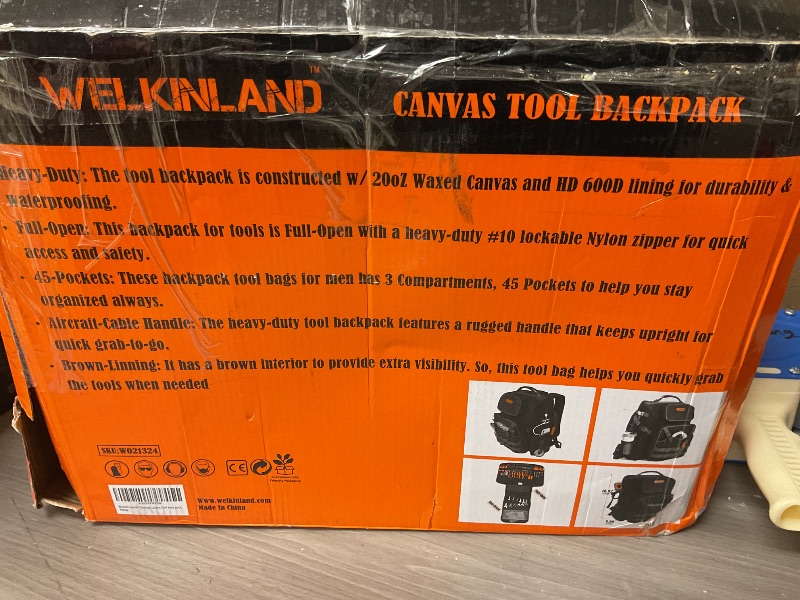 WELKINLAND™
CANVAS TOOL BACKPACK
Heavy-Duty: The tool backpack is constructed w/ 20oZ Waxed Canvas and HD 600D lining for durability &
waterproofing.
· Full-Open: This backpack for tools is Full-Open with a heavy-duty #10 lockable Nylon zipper for quick
access and safety.
· 45-Pockets: These backpack tool bags for men has 3 Compartments, 45 Pockets to help you stay
organized always.
· Aircraft-Cable Handle: The heavy-duty tool backpack features a rugged handle that keeps upright for
quick grab-to-go.
· Brown-Linning: It has a brown interior to provide extra visibility. So, this tool bag helps you quickly grab
the tools when needed
SKU:WO21324
CE
www.welkinland.com
Made in China